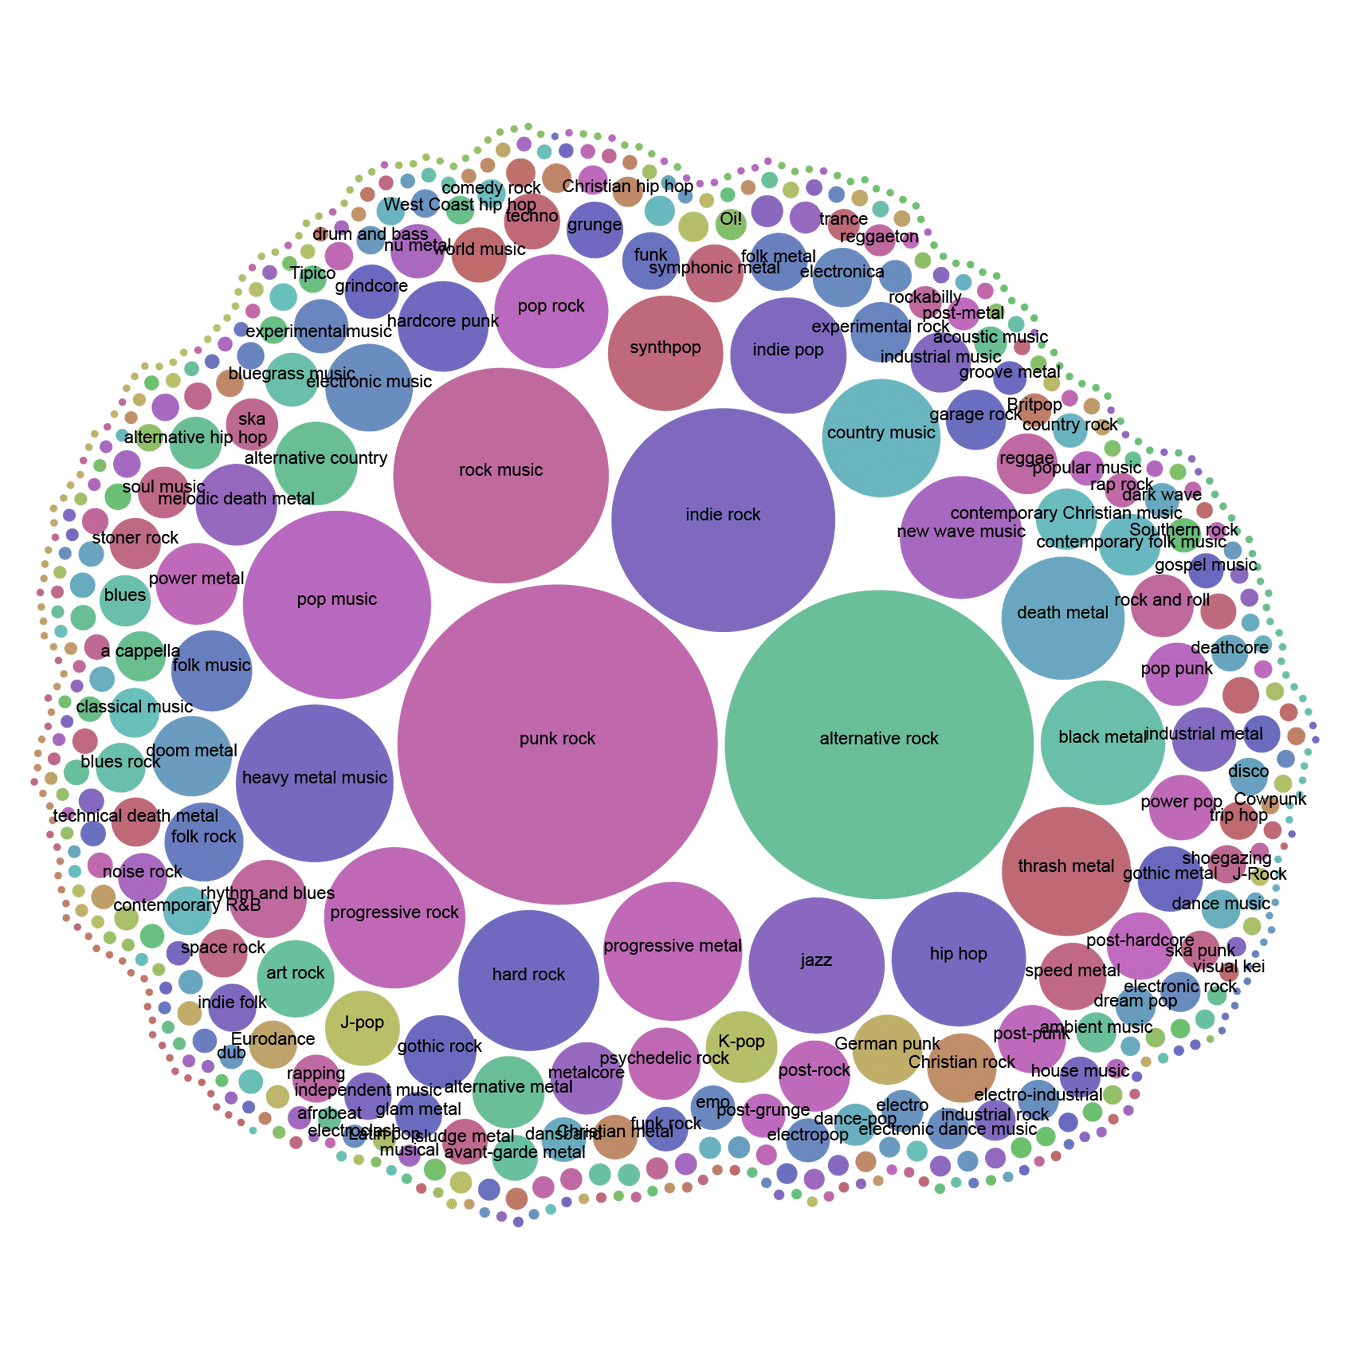 comedy rock
Christian hip hop
West Coast hip hop
techno
grunge
Oi!
trance
drum and bass
nu metal
world music
funk
symphonic metal
folk metal
electronica
reggaeton
Tipico
grindcore
pop rock
rockabilly
post-metal
experimentalmusic
hardcore punk
synthpop
indie pop
experimental rock
acoustic music
industrial music
groove metal
bluegrass music
electronic music
ska
garage rock
Britpop
country rock
alternative hip hop
alternative country
rock music
country music
reggae
popular music
rap rock
dark wave
soul music
melodic death metal
indie rock
new wave music
contemporary Christian music
Southern rock
contemporary folk music
stoner rock
gospel music
power metal
blues
pop music
death metal
rock and roll
a cappella
folk music
deathcore
pop punk
classical music
doom metal
punk rock
alternative rock
black metal
industrial metal
blues rock
heavy metal music
disco
technical death metal
folk rock
power pop
Cowpunk
trip hop
noise rock
thrash metal
gothic metal
shoegazing
J-Rock
rhythm and blues
contemporary R&B
progressive rock
dance music
space rock
art rock
hard rock
progressive metal
jazz
hip hop
post-hardcore
ska punk
speed metal
visual kei
indie folk
J-pop
electronic rock
dream pop
Eurodance
dub
gothic rock
K-pop
German punk
post-punk
ambient music
rapping
independent music
alternative metal
metalcore
psychedelic rock
post-rock
Christian rock
house music
afrobeat
glam metal
emo
post-grunge
dance-pop
electro
electro-industrial
industrial rock
electroclash
Latin pop
sludge metal
dansband
Christian metal
funk rock
electropop
electronic dance music
musical
avant-garde metal